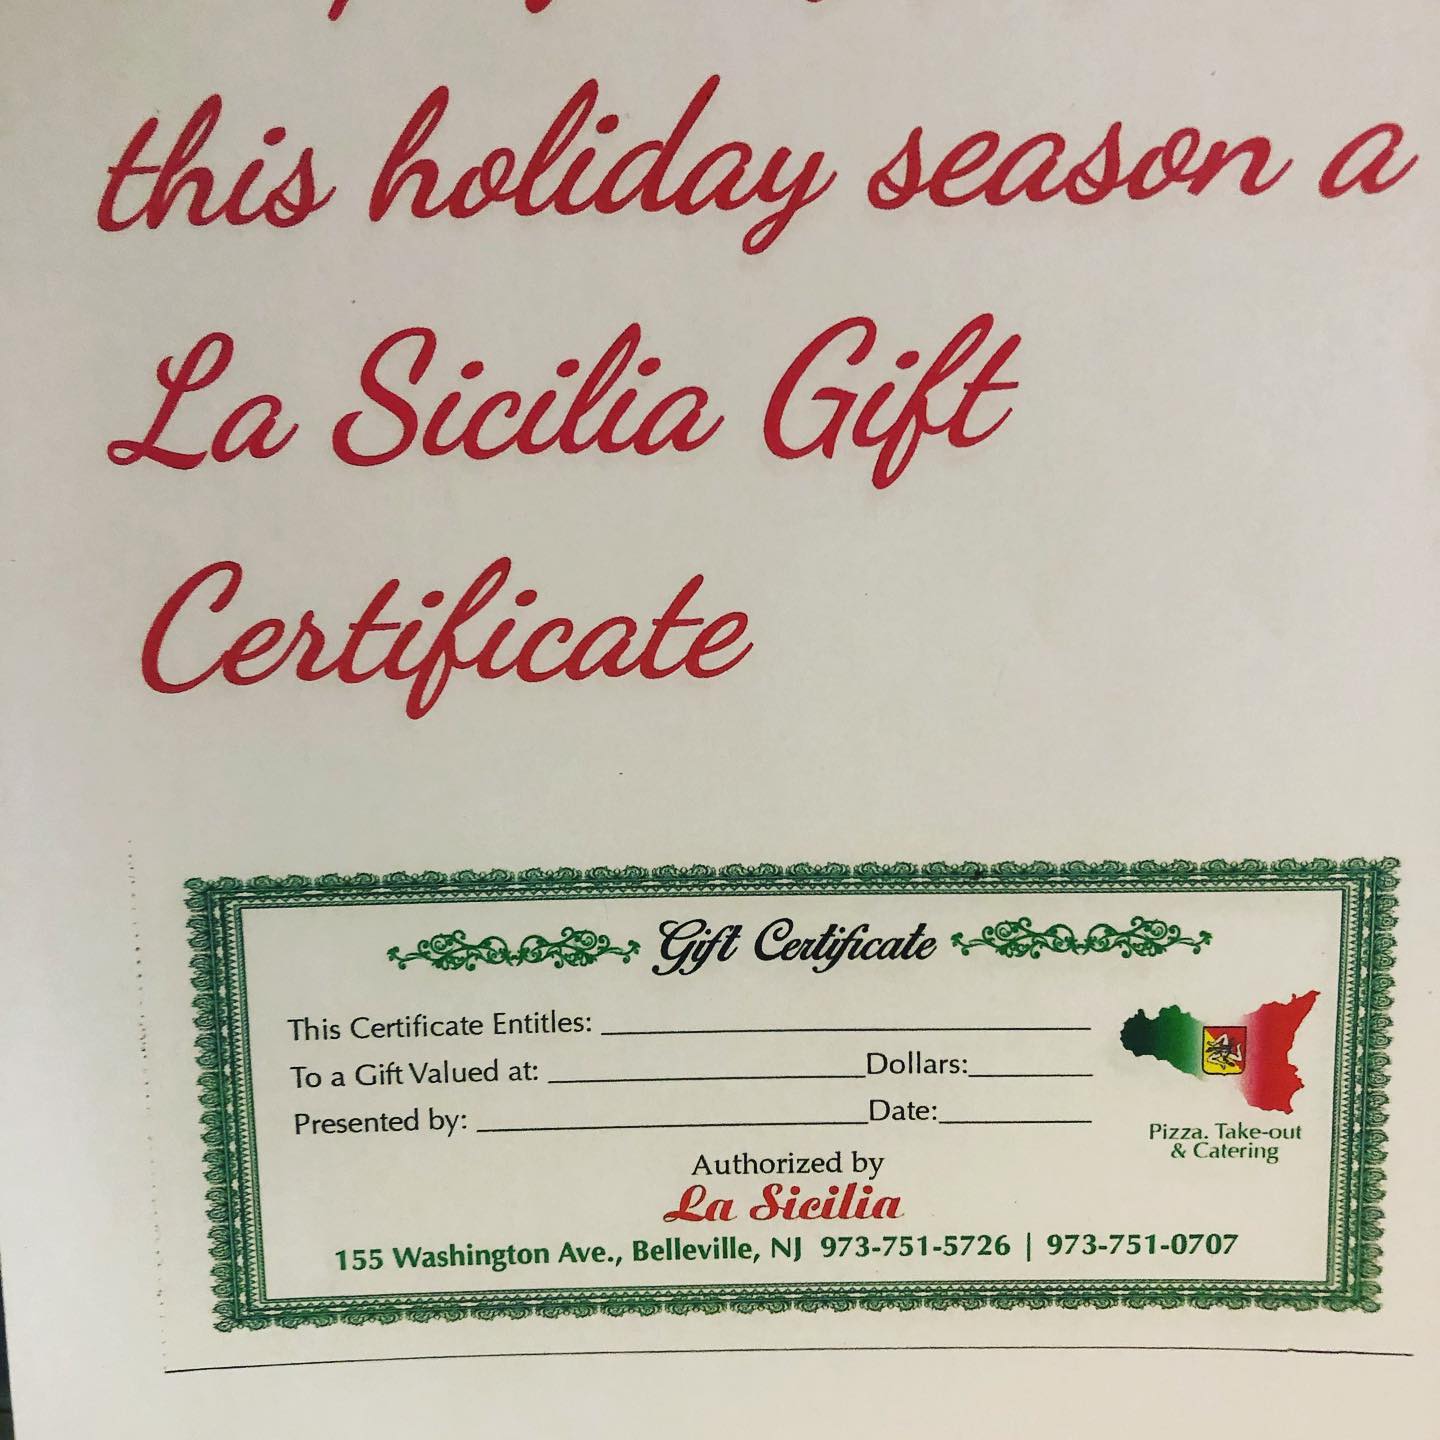 this holiday season a
La Sicilia Gift
Certificate
Gift Certificate
This Certificate Entitles:
To a Gift Valued at: Dollars:
Presented by: Date:
Pizza. Take-out
& Catering
Authorized by
La Sicilia
155 Washington Ave., Belleville, NJ 973-751-5726 | 973-751-0707